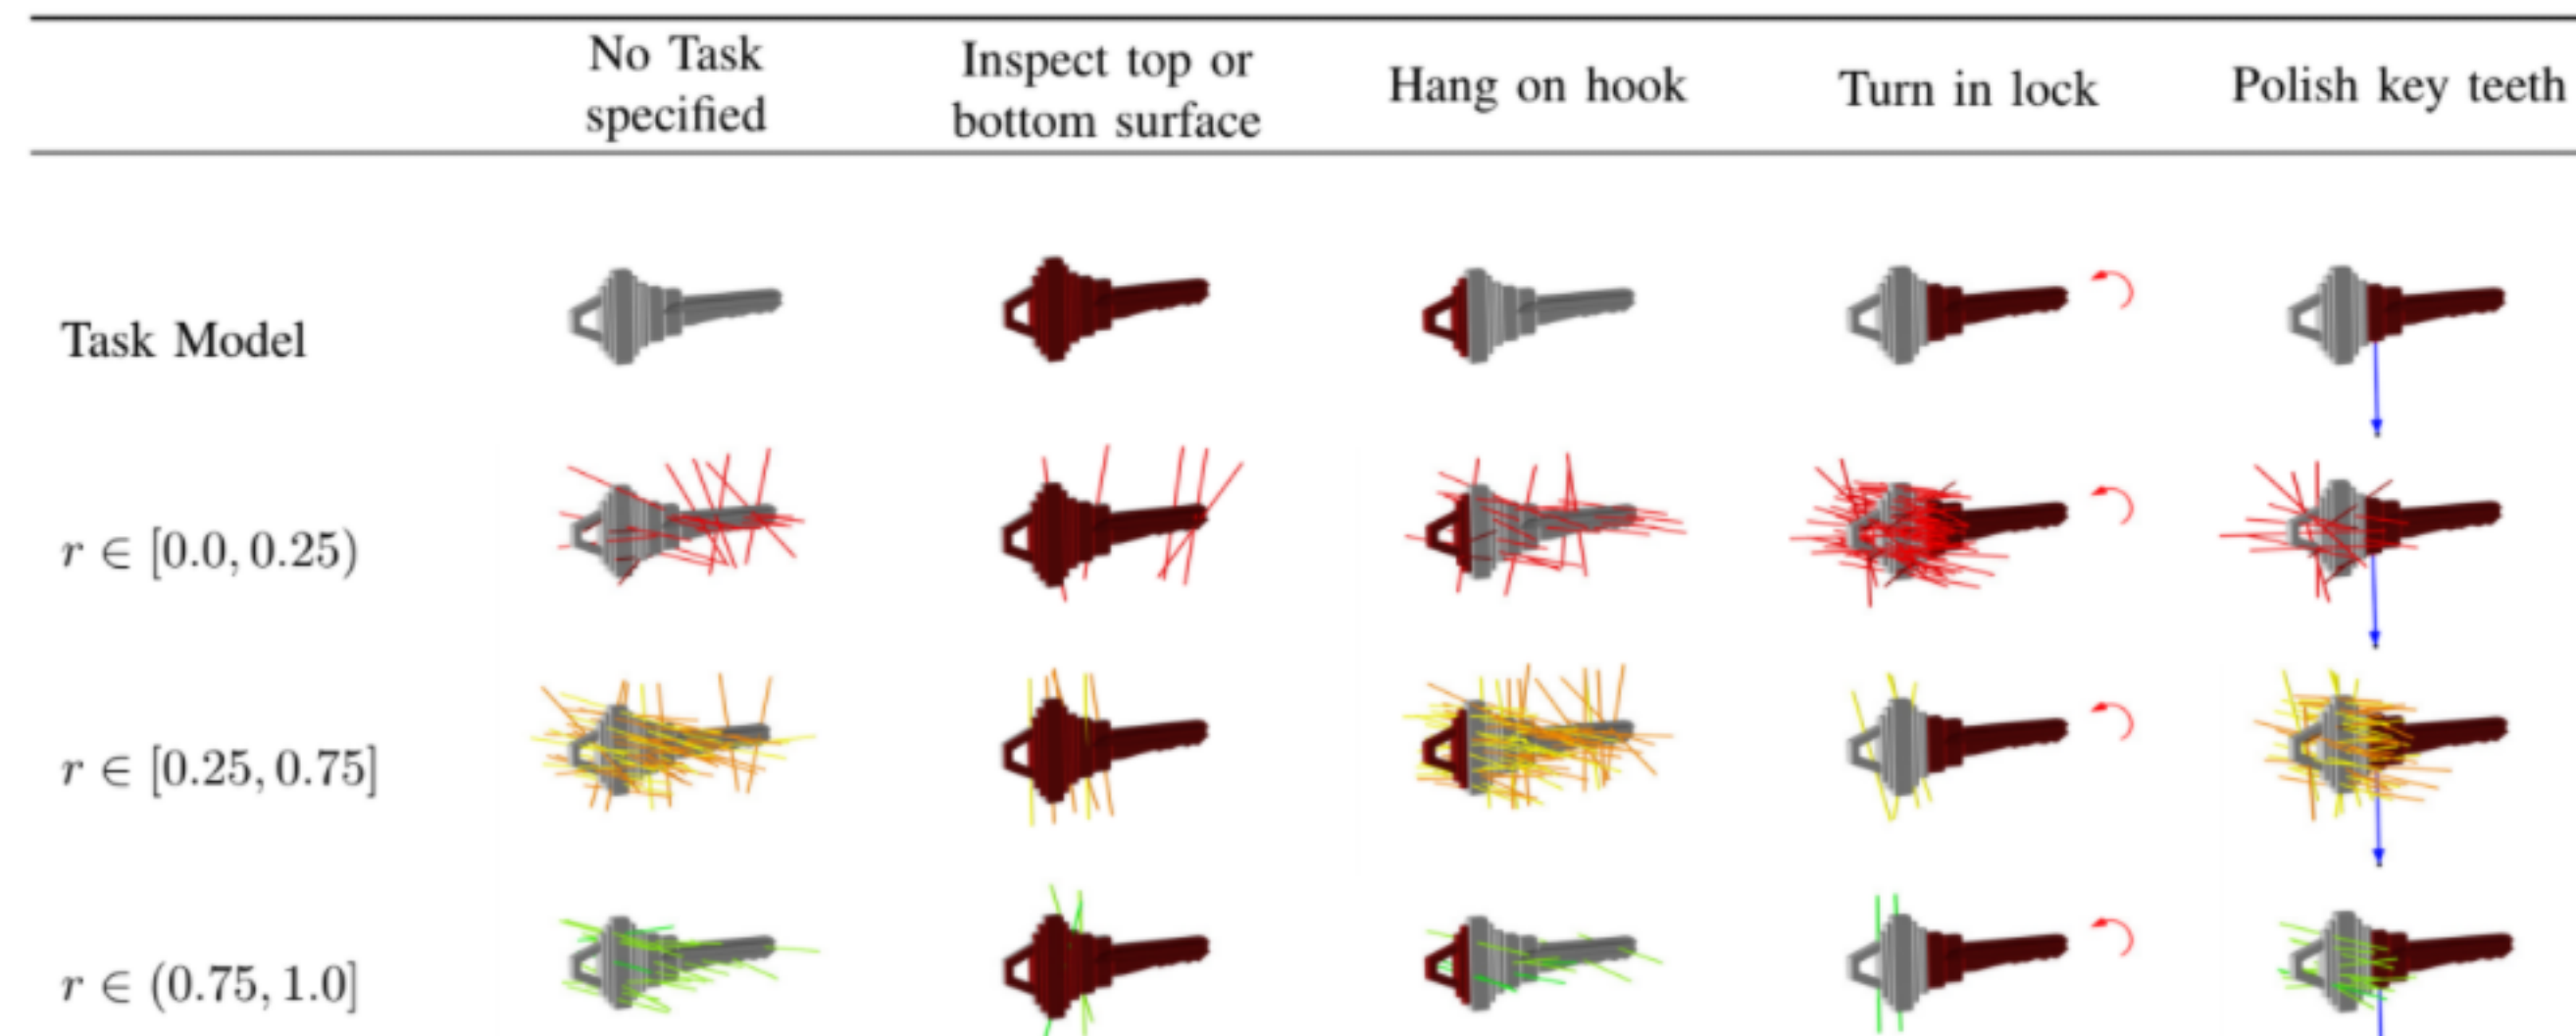 No Task
specified
Inspect top or
bottom surface
Hang on hook
Turn in lock
Polish key teeth
Task Model
r ∈ [0.0, 0.25)
r ∈ [0.25, 0.75]
r ∈ (0.75, 1.0]